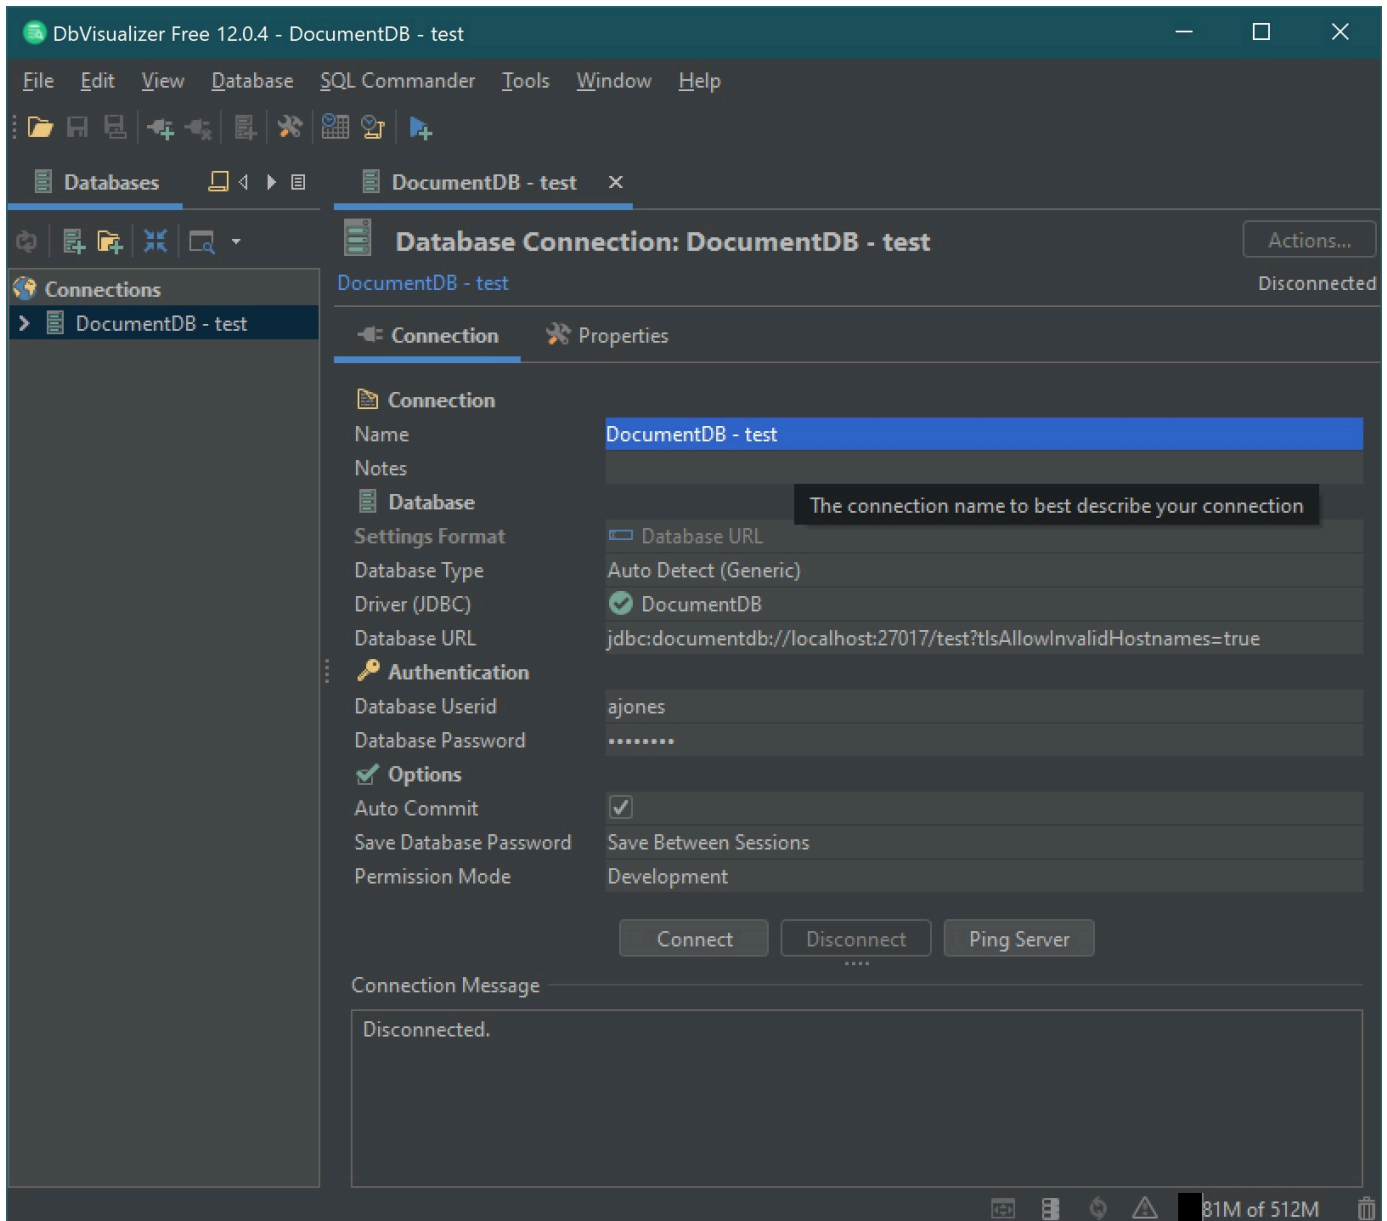 DbVisualizer Free 12.0.4 - DocumentDB - test
File Edit View Database SQL Commander Tools Window Help
Databases
DocumentDB - test
Database Connection: DocumentDB - test
Actions...
DocumentDB - test
Disconnected
Connections
DocumentDB - test
Connection Properties
Connection
Name DocumentDB - test
Notes
Database
The connection name to best describe your connection
Settings Format Database URL
Database Type Auto Detect (Generic)
Driver (JDBC) DocumentDB
Database URL jdbc:documentdb://localhost:27017/test?tlsAllowInvalidHostnames=true
Authentication
Database Userid ajones
Database Password ••••••••
Options
Auto Commit
Save Database Password Save Between Sessions
Permission Mode Development
Connect Disconnect Ping Server
Connection Message
Disconnected.
81M of 512M